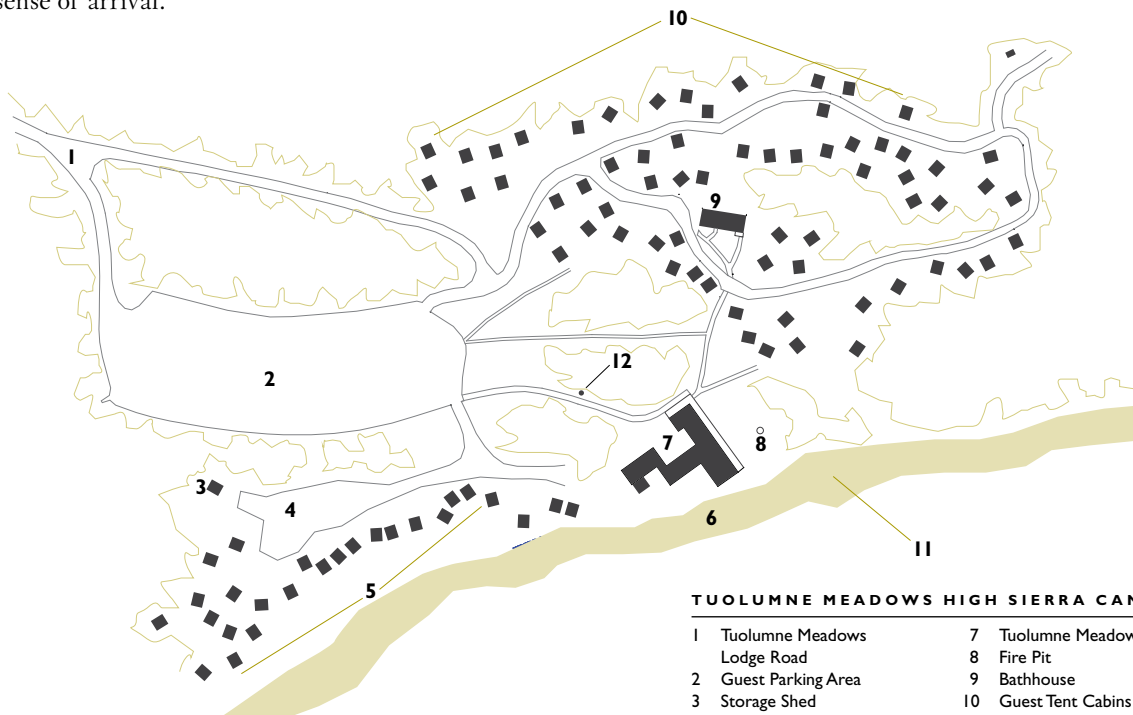 sense of arrival.
10
1
9
2
12
7
8
3
4
6
11
5
TUOLUMNE MEADOWS HIGH SIERRA
1 Tuolumne Meadows
Lodge Road
2 Guest Parking Area
3 Storage Shed
7 Tuolumne
8 Fire Pit
9 Bathhouse
10 Guest Tent Cabins